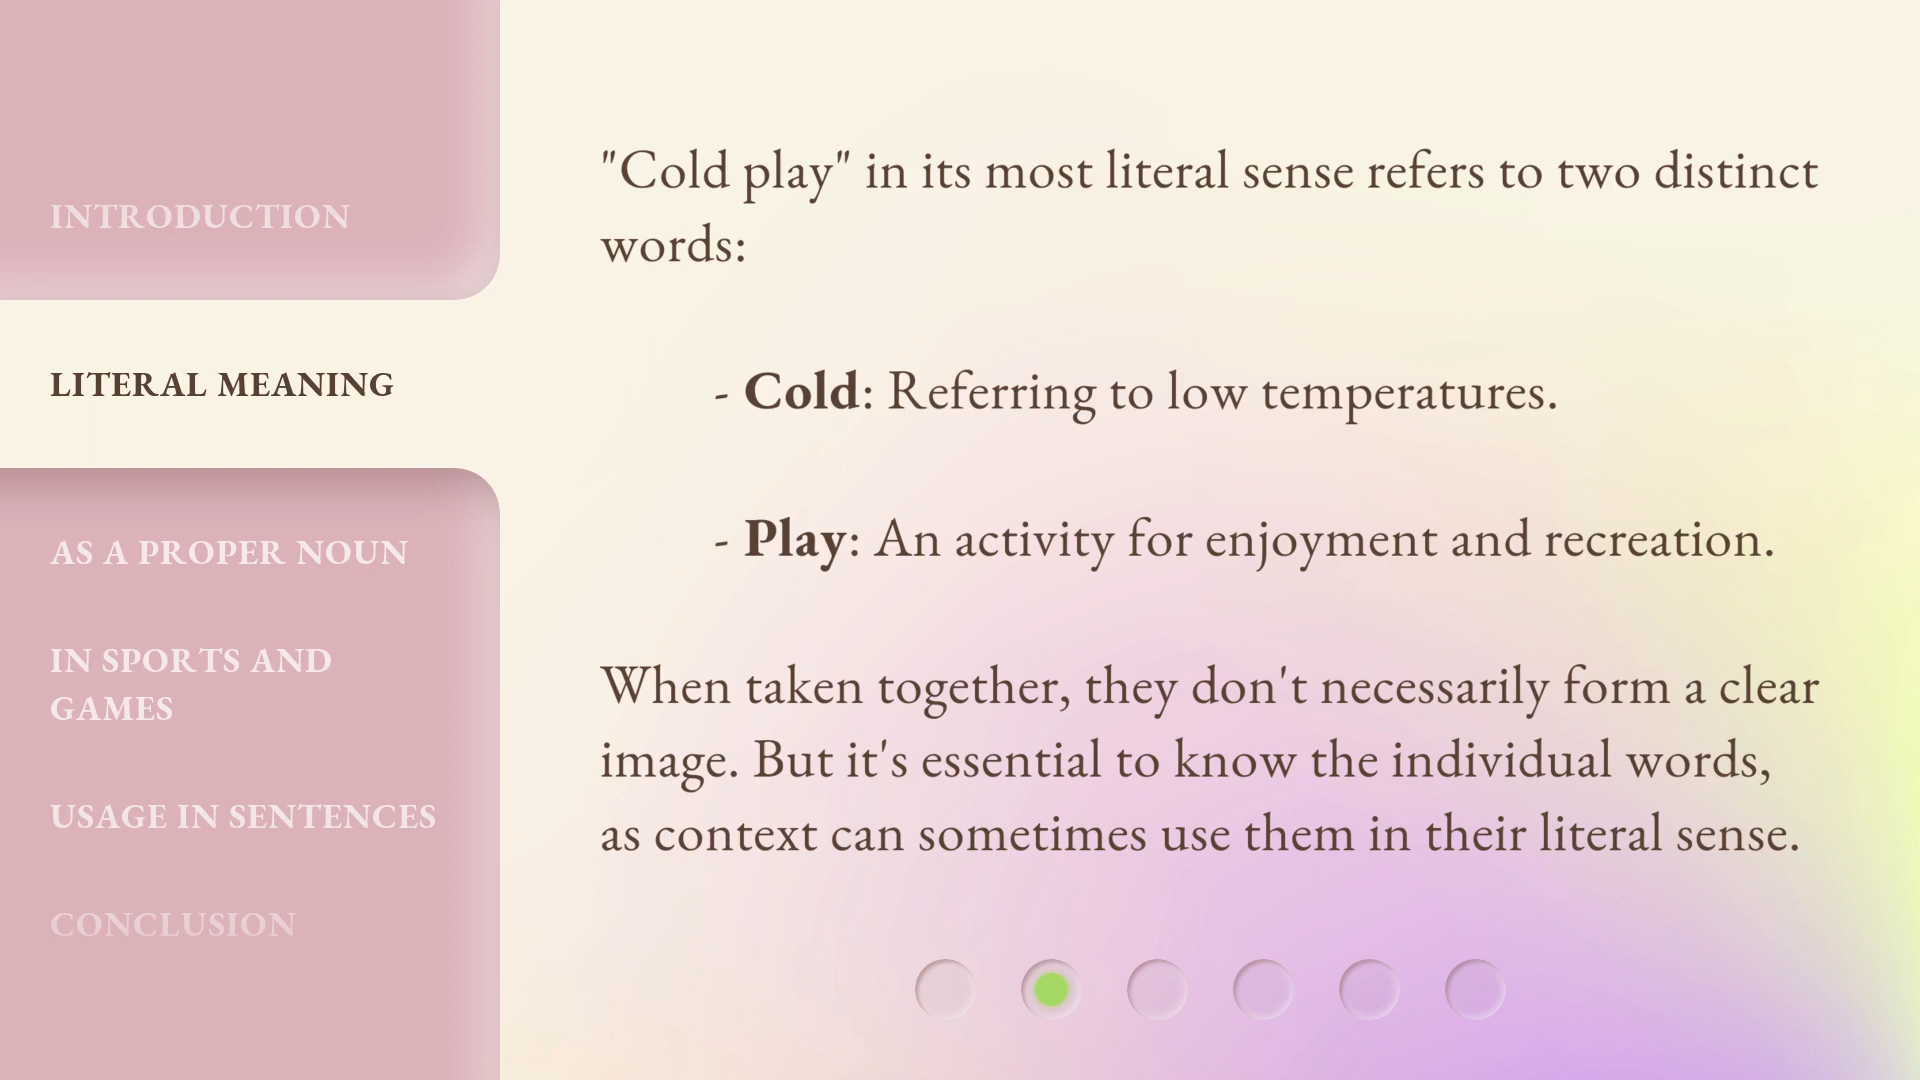 INTRODUCTION
LITERAL MEANING
AS A PROPER NOUN
IN SPORTS AND
GAMES
USAGE IN SENTENCES
CONCLUSION
"Cold play" in its most literal sense refers to two distinct
words:
- Cold: Referring to low temperatures.
- Play: An activity for enjoyment and recreation.
When taken together, they don't necessarily form a clear
image. But it's essential to know the individual words,
as context can sometimes use them in their literal sense.